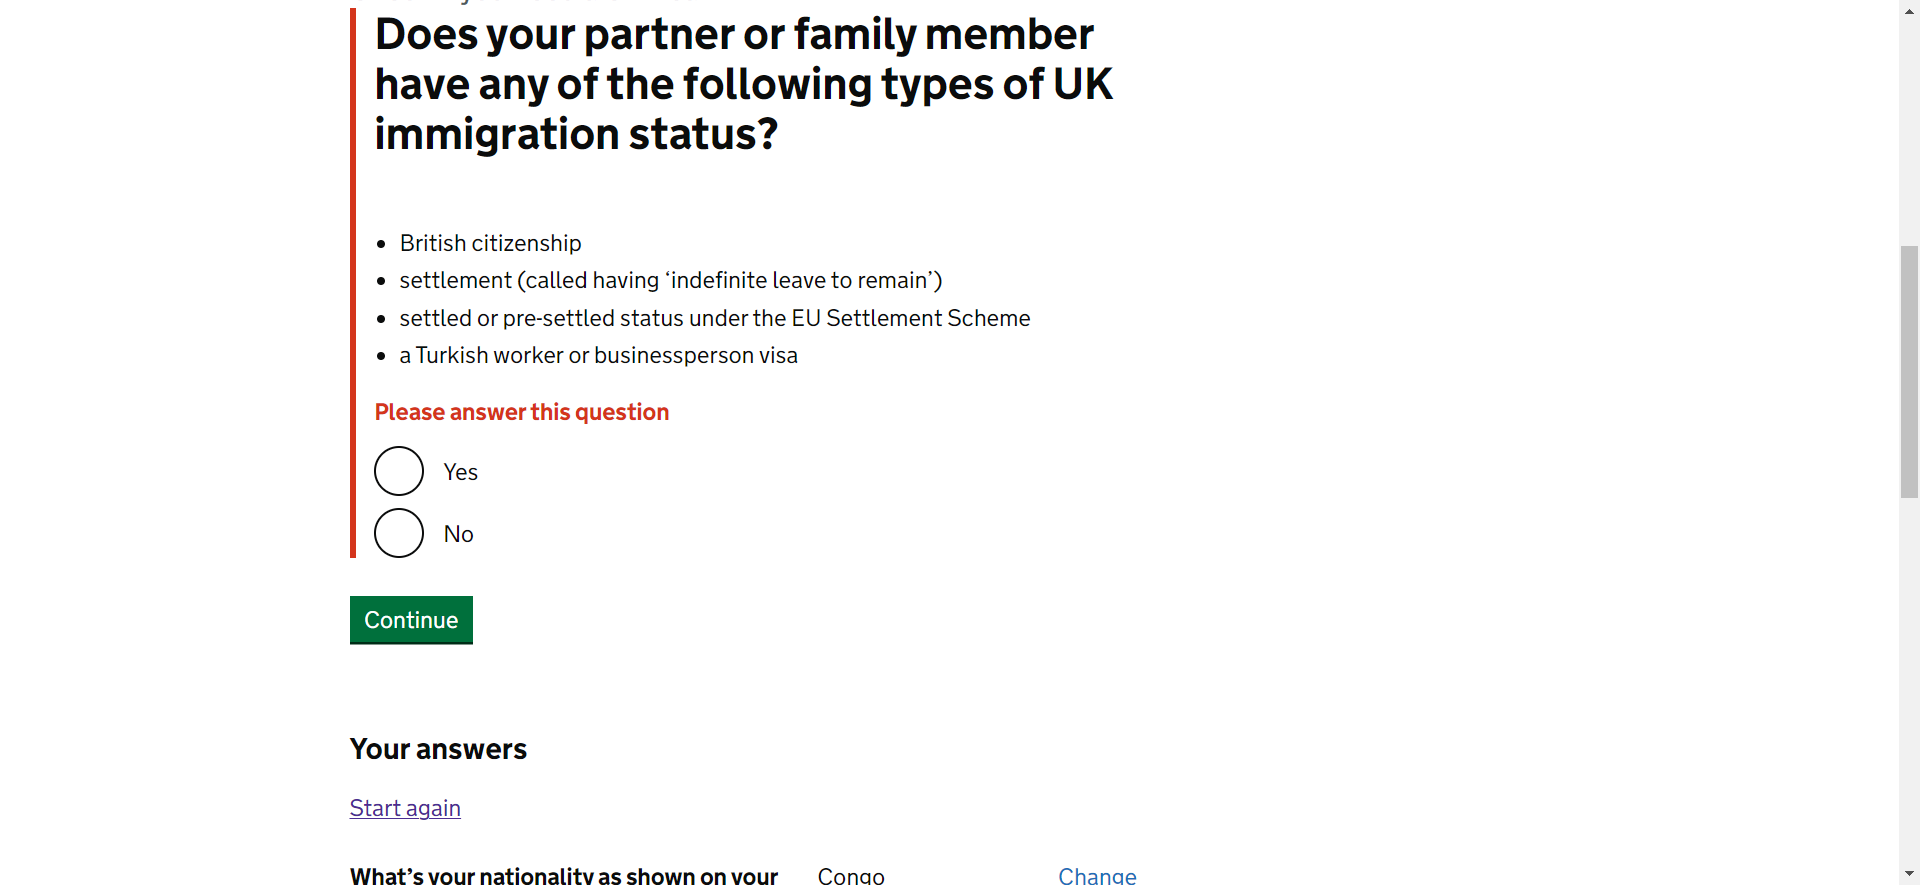 Does your partner or family member
have any of the following types of UK
immigration status?
British citizenship
settlement (called having ‘indefinite leave to remain’)
settled or pre-settled status under the EU Settlement Scheme
a Turkish worker or businessperson visa
Please answer this question
Yes
No
Continue
Your answers
Start again
What’s your nationality as shown on your Congo Change